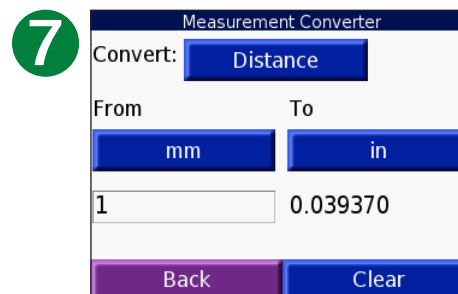 7
Measurement Converter
Convert: Distance
From To
mm in
1 0.039370
Back Clear